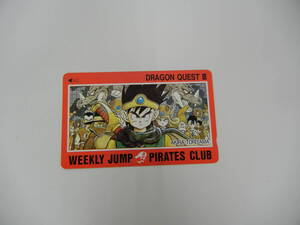 DRAGON QUEST III
AKIRA TORIYAMA
WEEKLY JUMP PIRATES CLUB